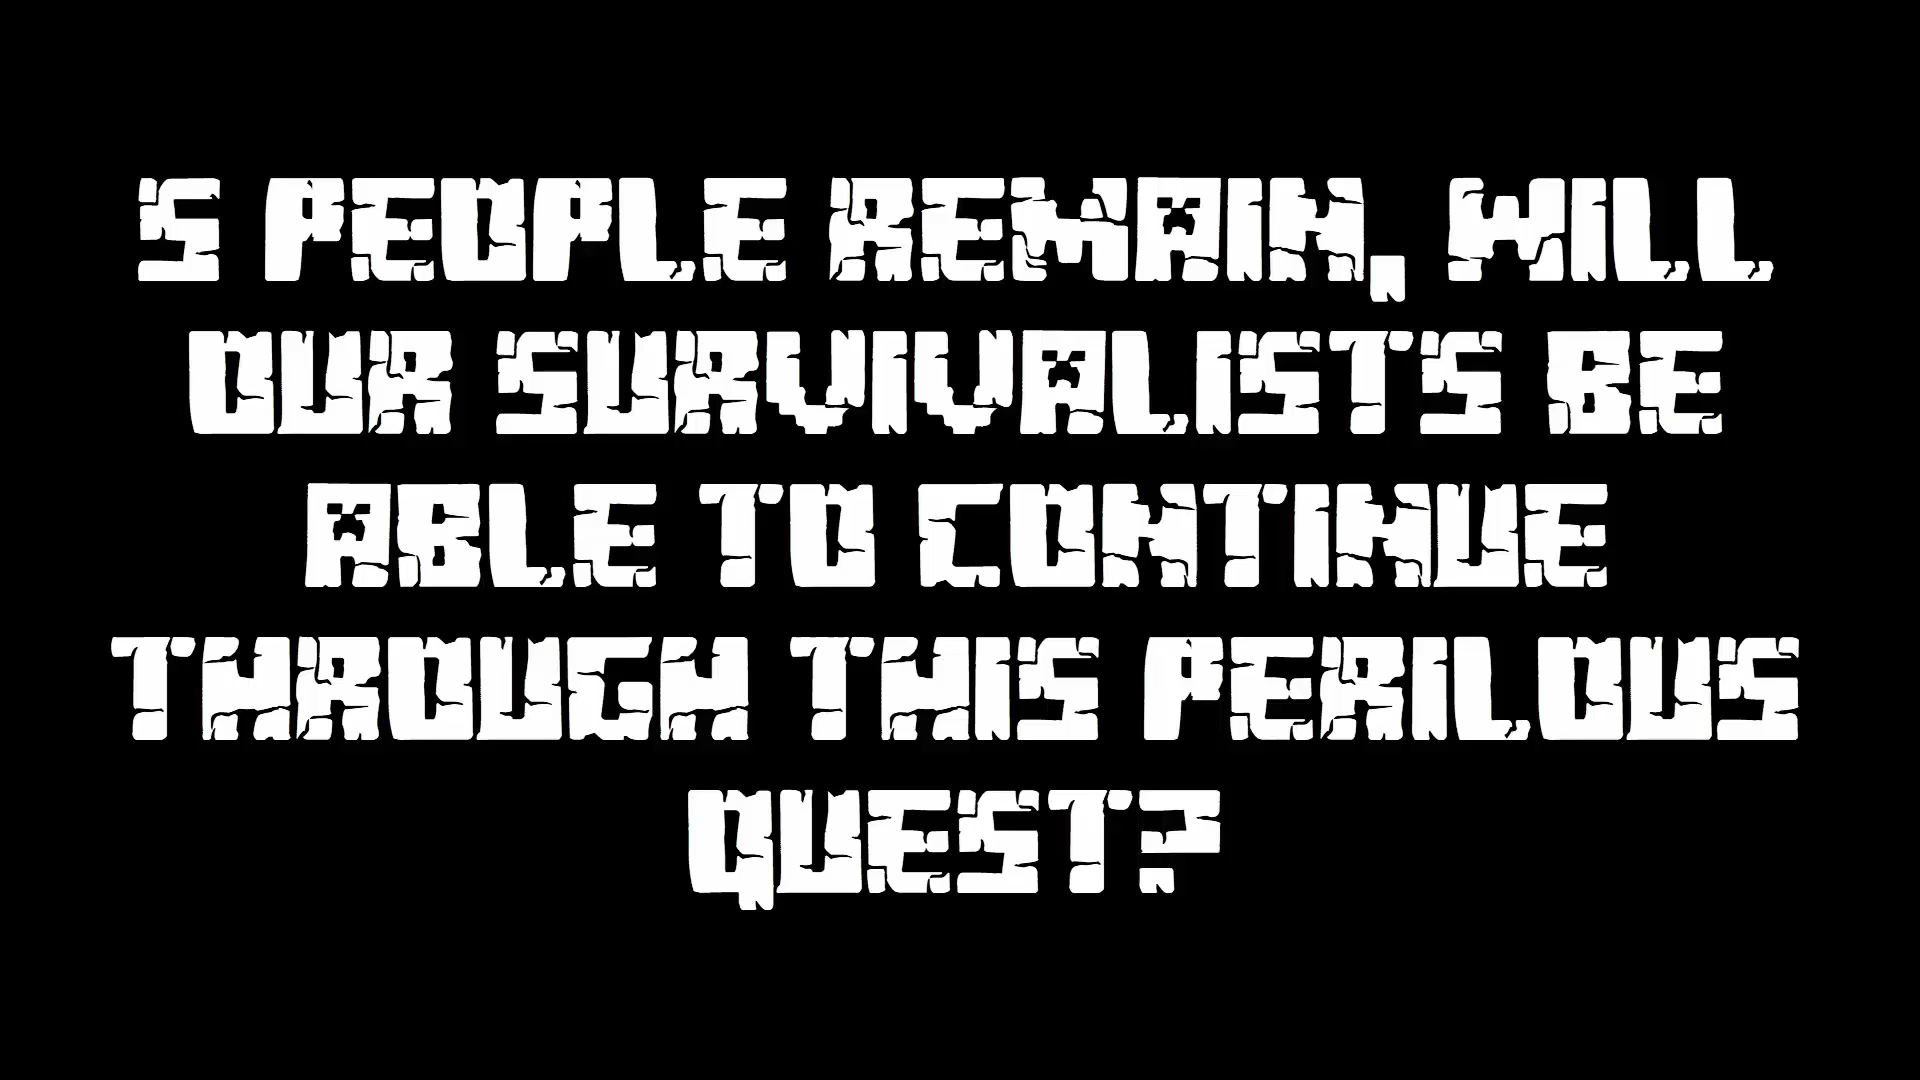 5 PEOPLE REMAIN, WILL
OUR SURVIVALISTS BE
ABLE TO CONTINUE
THROUGH THIS PERILOUS
QUEST?